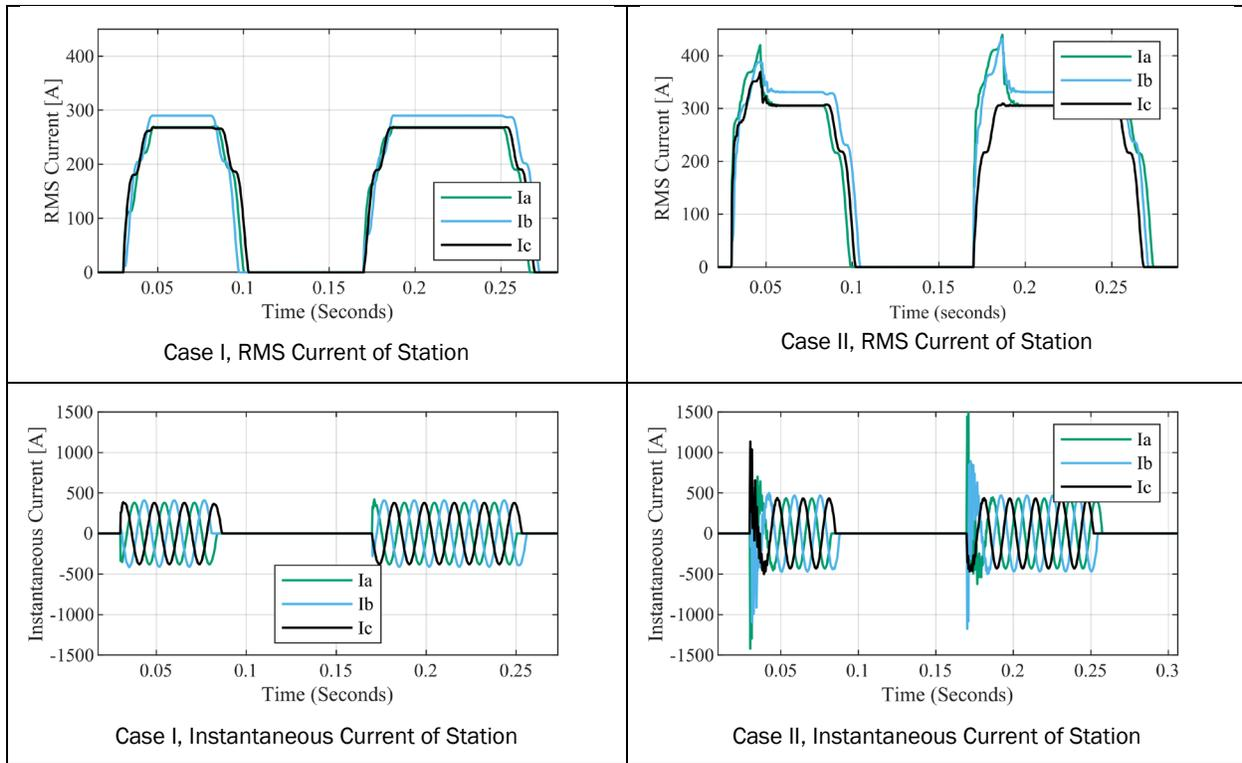 RMS Current [A]
400
300
200
100
0
0.05 0.1 0.15 0.2 0.25
Time (Seconds)
Ia
Ib
Ic
Case I, RMS Current of Station
RMS Current [A]
400
300
200
100
0
0.05 0.1 0.15 0.2 0.25
Time (seconds)
Ia
Ib
Ic
Case II, RMS Current of Station
Instantaneous Current [A]
1500
1000
500
0
-500
-1000
-1500
0.05 0.1 0.15 0.2 0.25
Time (Seconds)
Ia
Ib
Ic
Case I, Instantaneous Current of Station
Instantaneous Current [A]
1500
1000
500
0
-500
-1000
-1500
0.05 0.1 0.15 0.2 0.25 0.3
Time (Seconds)
Ia
Ib
Ic
Case II, Instantaneous Current of Station